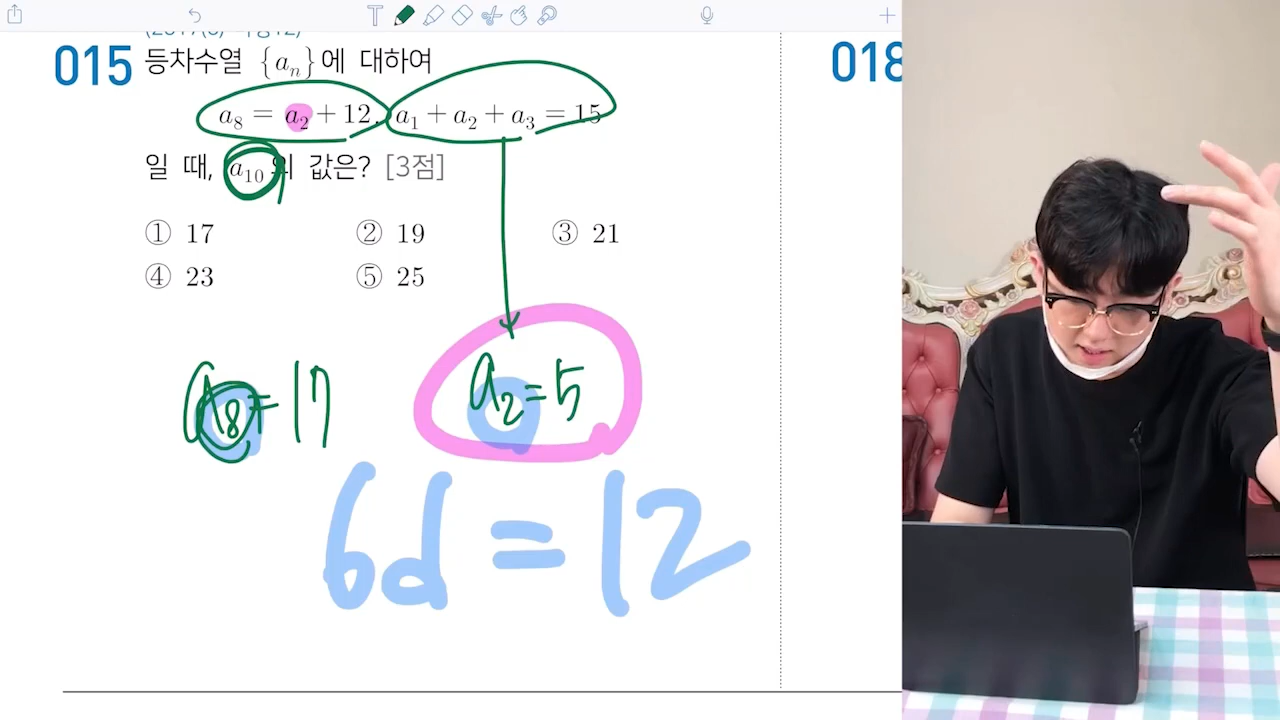 015 등차수열 {aₙ}에 대하여
a₈ = a₂ + 12, a₁ + a₂ + a₃ = 15
일 때, a₁₀의 값은? [3점]
① 17 ② 19 ③ 21
④ 23 ⑤ 25
a₈ = 17
a₂ = 5
6d = 12
018